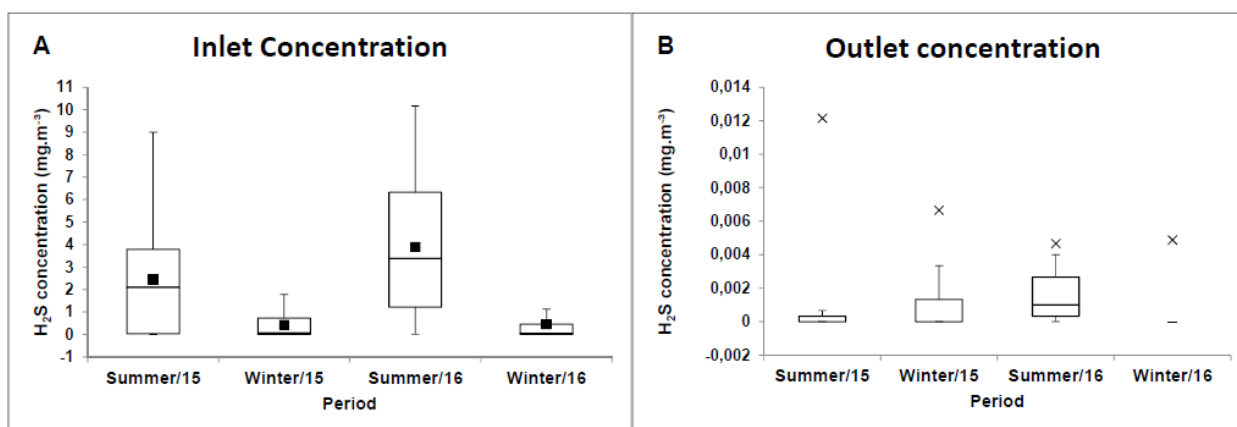 A
Inlet Concentration
H₂S concentration (mg.m⁻³)
11
10
9
8
7
6
5
4
3
2
1
0
-1
Summer/15
Winter/15
Summer/16
Winter/16
Period
B
Outlet concentration
H₂S concentration (mg.m⁻³)
0,014
0,012
0,01
0,008
0,006
0,004
0,002
0
-0,002
Summer/15
Winter/15
Summer/16
Winter/16
Period